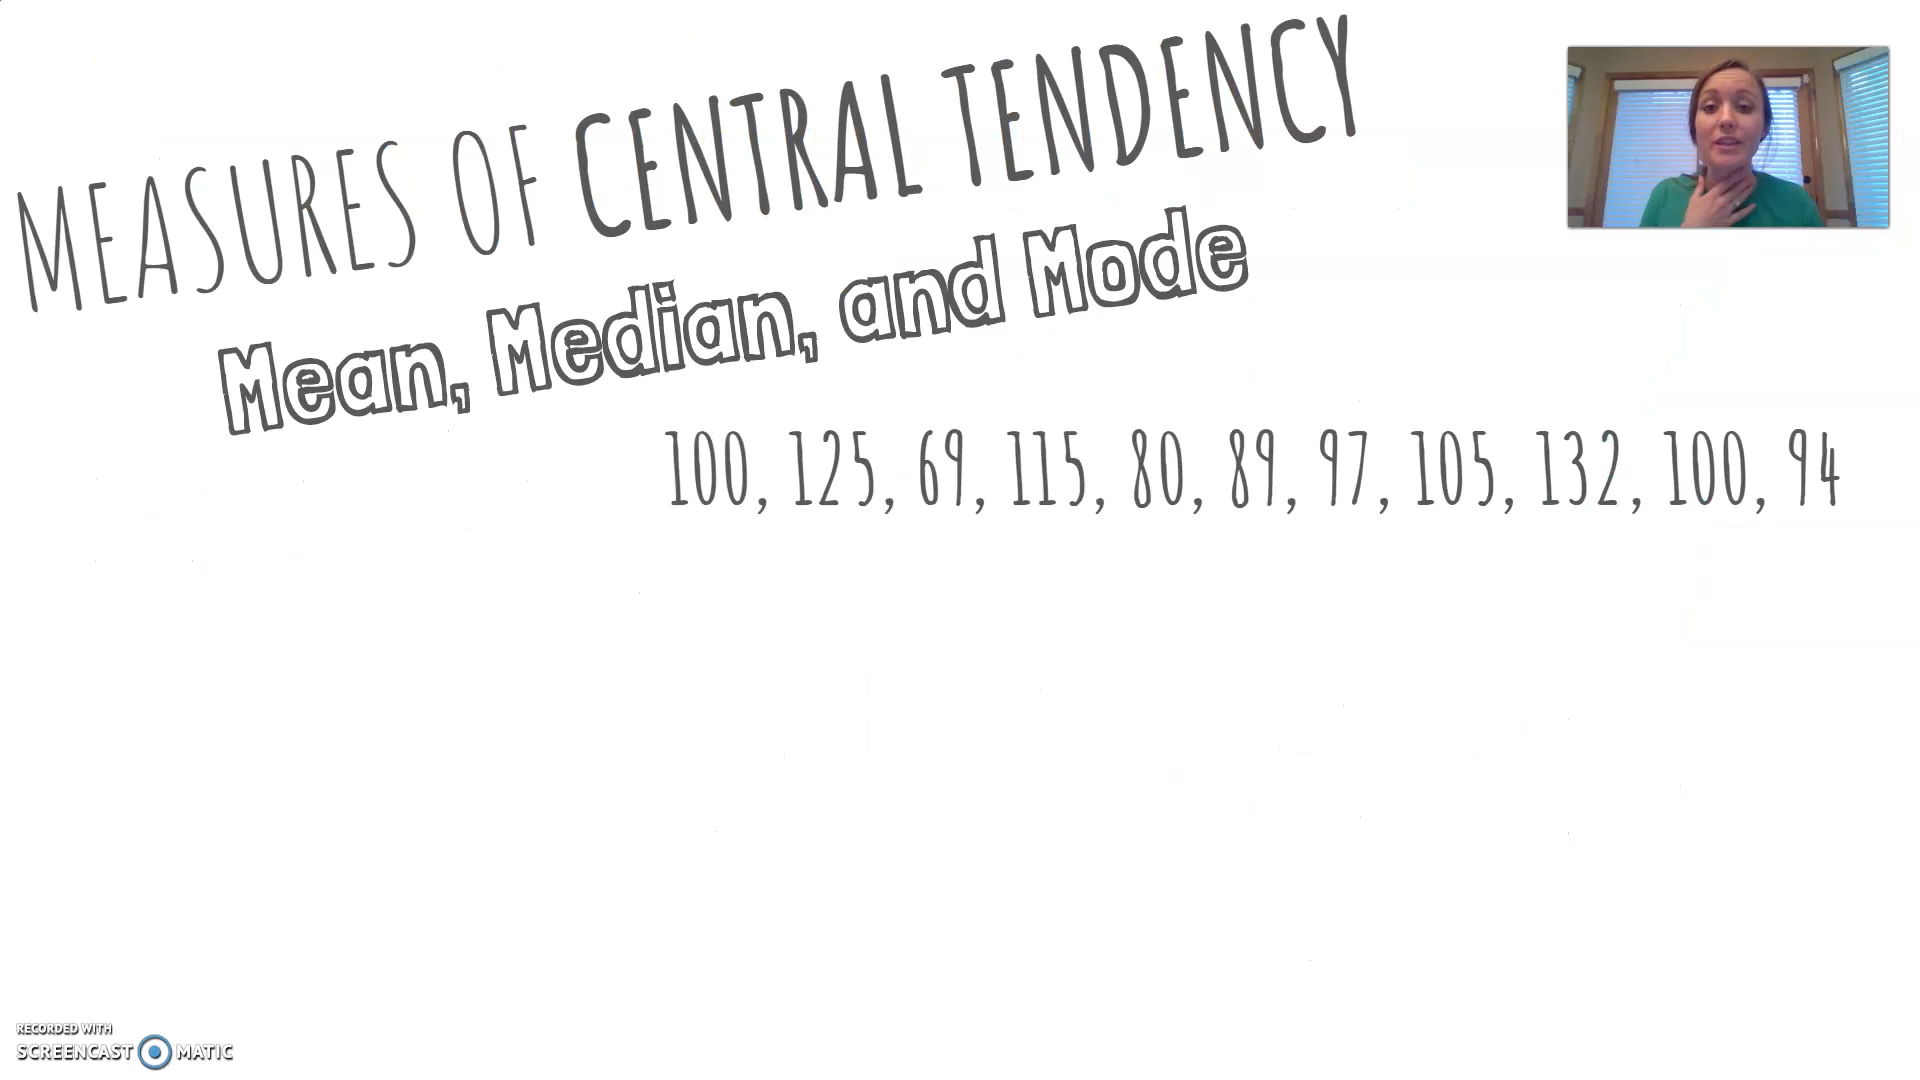 MEASURES OF CENTRAL TENDENCY
Mean, Median, and Mode
100, 125, 69, 115, 80, 89, 97, 105, 132, 100, 94
RECORDED WITH
SCREENCAST MATIC